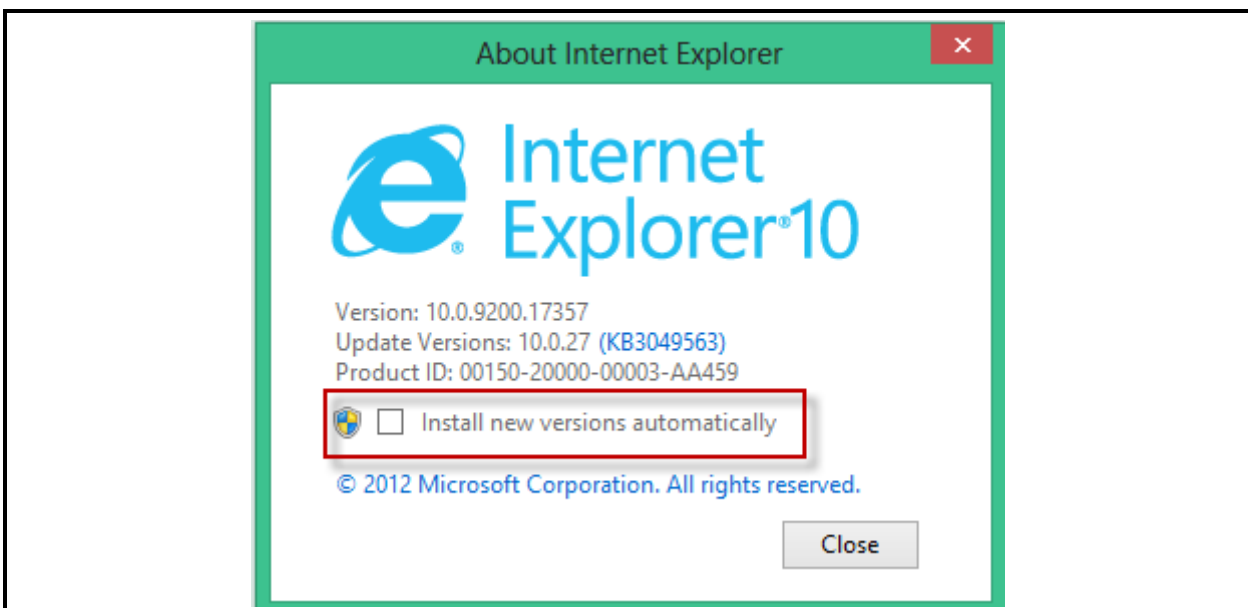 About Internet Explorer
Internet
Explorer®10
Version: 10.0.9200.17357
Update Versions: 10.0.27 (KB3049563)
Product ID: 00150-20000-00003-AA459
Install new versions automatically
© 2012 Microsoft Corporation. All rights reserved.
Close